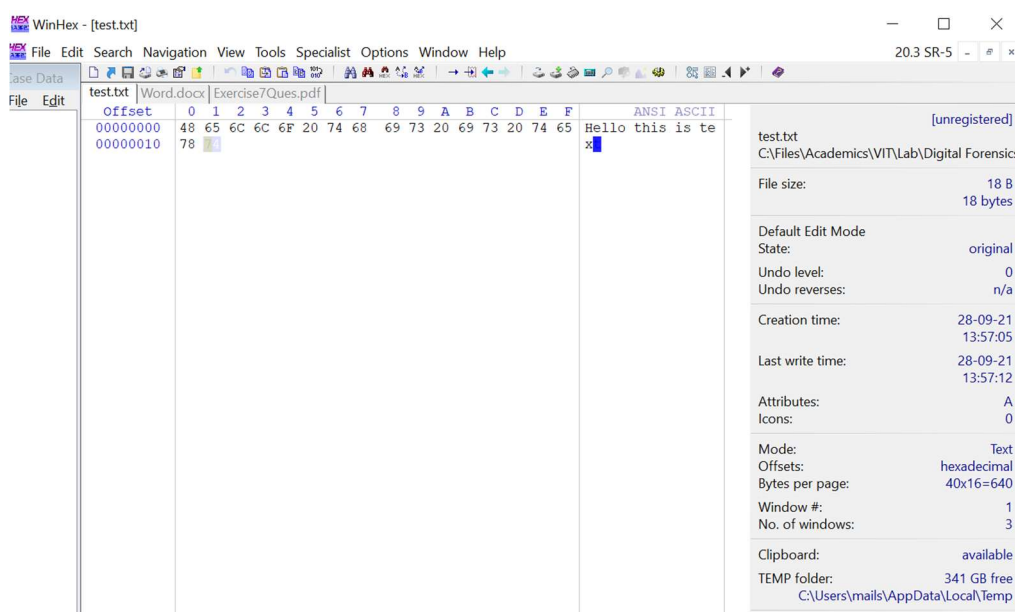 WinHex - [test.txt]
File Edit Search Navigation View Tools Specialist Options Window Help 20.3 SR-5
Case Data
File Edit
test.txt Word.docx Exercise7Ques.pdf
Offset 0 1 2 3 4 5 6 7 8 9 A B C D E F ANSI ASCII
00000000 48 65 6C 6C 6F 20 74 68 69 73 20 69 73 20 74 65 Hello this is te
00000010 78 x
[unregistered]
test.txt
C:\Files\Academics\VIT\Lab\Digital Forensics
File size: 18 B
18 bytes
Default Edit Mode
State: original
Undo level: 0
Undo reverses: n/a
Creation time: 28-09-21
13:57:05
Last write time: 28-09-21
13:57:12
Attributes: A
Icons: 0
Mode: Text
Offsets: hexadecimal
Bytes per page: 40x16=640
Window #: 1
No. of windows: 3
Clipboard: available
TEMP folder: 341 GB free
C:\Users\mails\AppData\Local\Temp